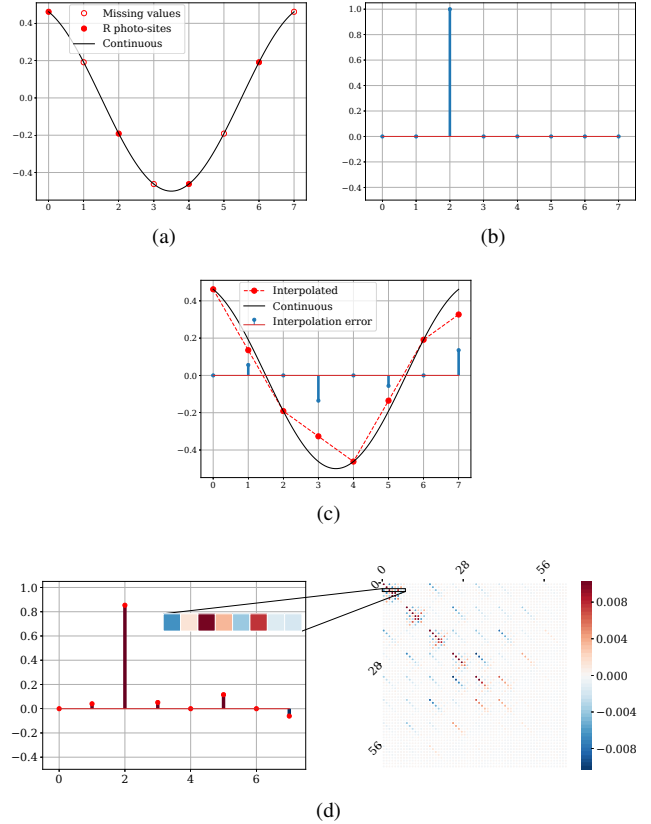 Missing values
R photo-sites
Continuous
0.4
0.2
0.0
−0.2
−0.4
0 1 2 3 4 5 6 7
(a)
1.0
0.8
0.6
0.4
0.2
0.0
−0.2
−0.4
0 1 2 3 4 5 6 7
(b)
Interpolated
Continuous
Interpolation error
0.4
0.2
0.0
−0.2
−0.4
0 1 2 3 4 5 6 7
(c)
1.0
0.8
0.6
0.4
0.2
0.0
−0.2
−0.4
0 2 4 6
0 28 56
0
28
56
0.008
0.004
0.000
−0.004
−0.008
(d)